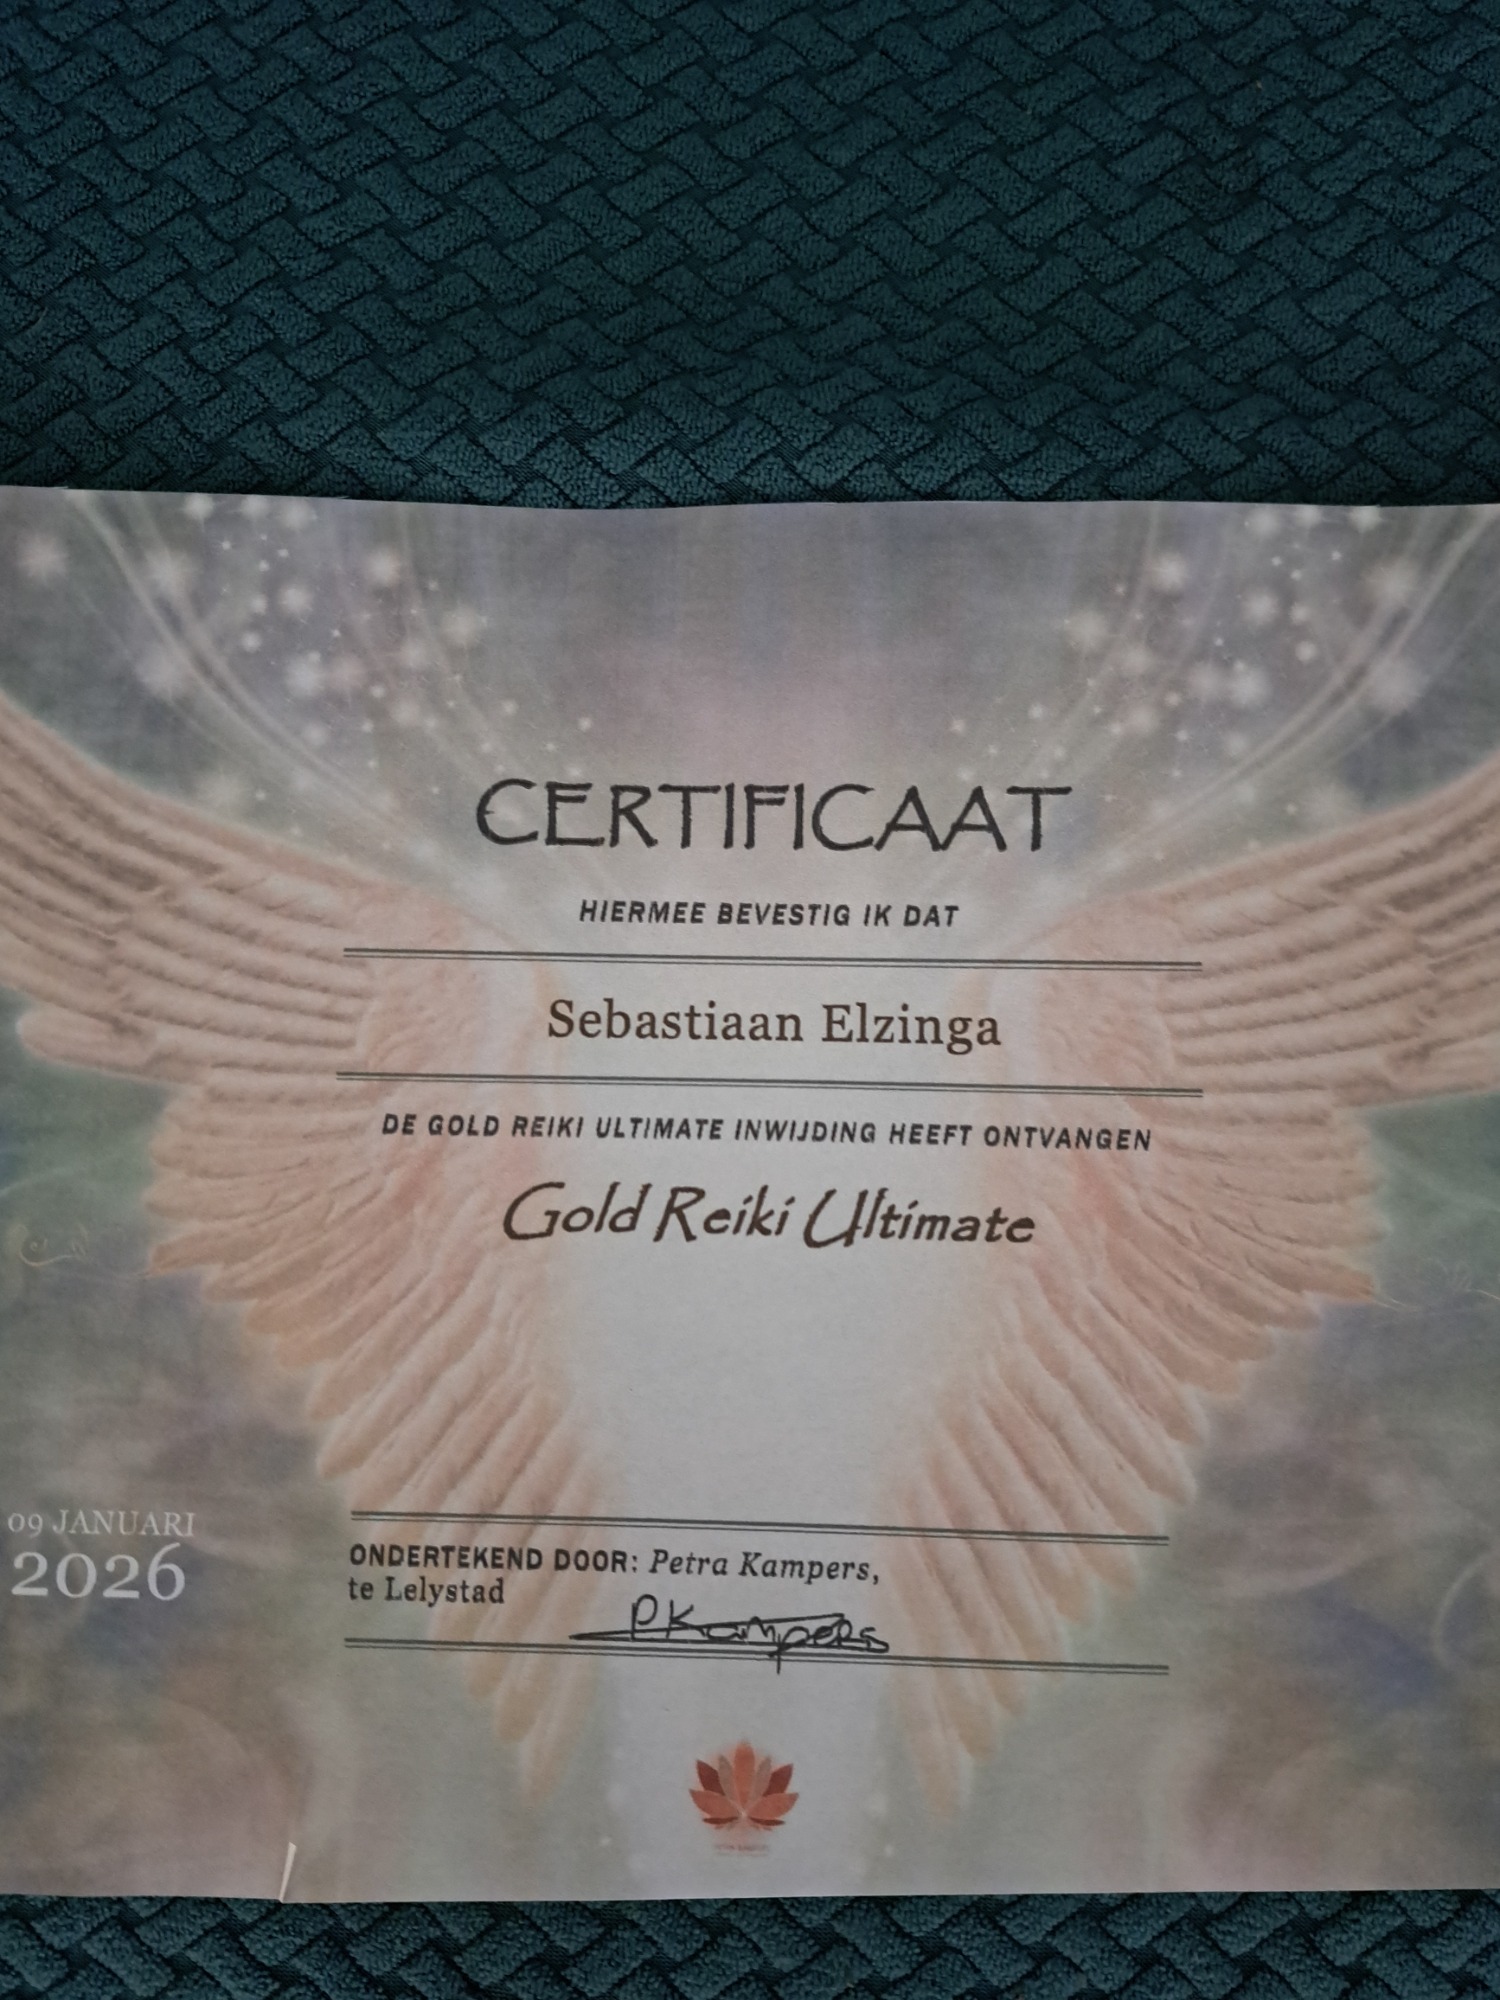 CERTIFICAAT
HIERMEE BEVESTIG IK DAT
Sebastiaan Elzinga
DE GOLD REIKI ULTIMATE INWIJDING HEEFT ONTVANGEN
Gold Reiki Ultimate
09 JANUARI
2026
ONDERTEKEND DOOR: Petra Kampers,
te Lelystad
PKampers